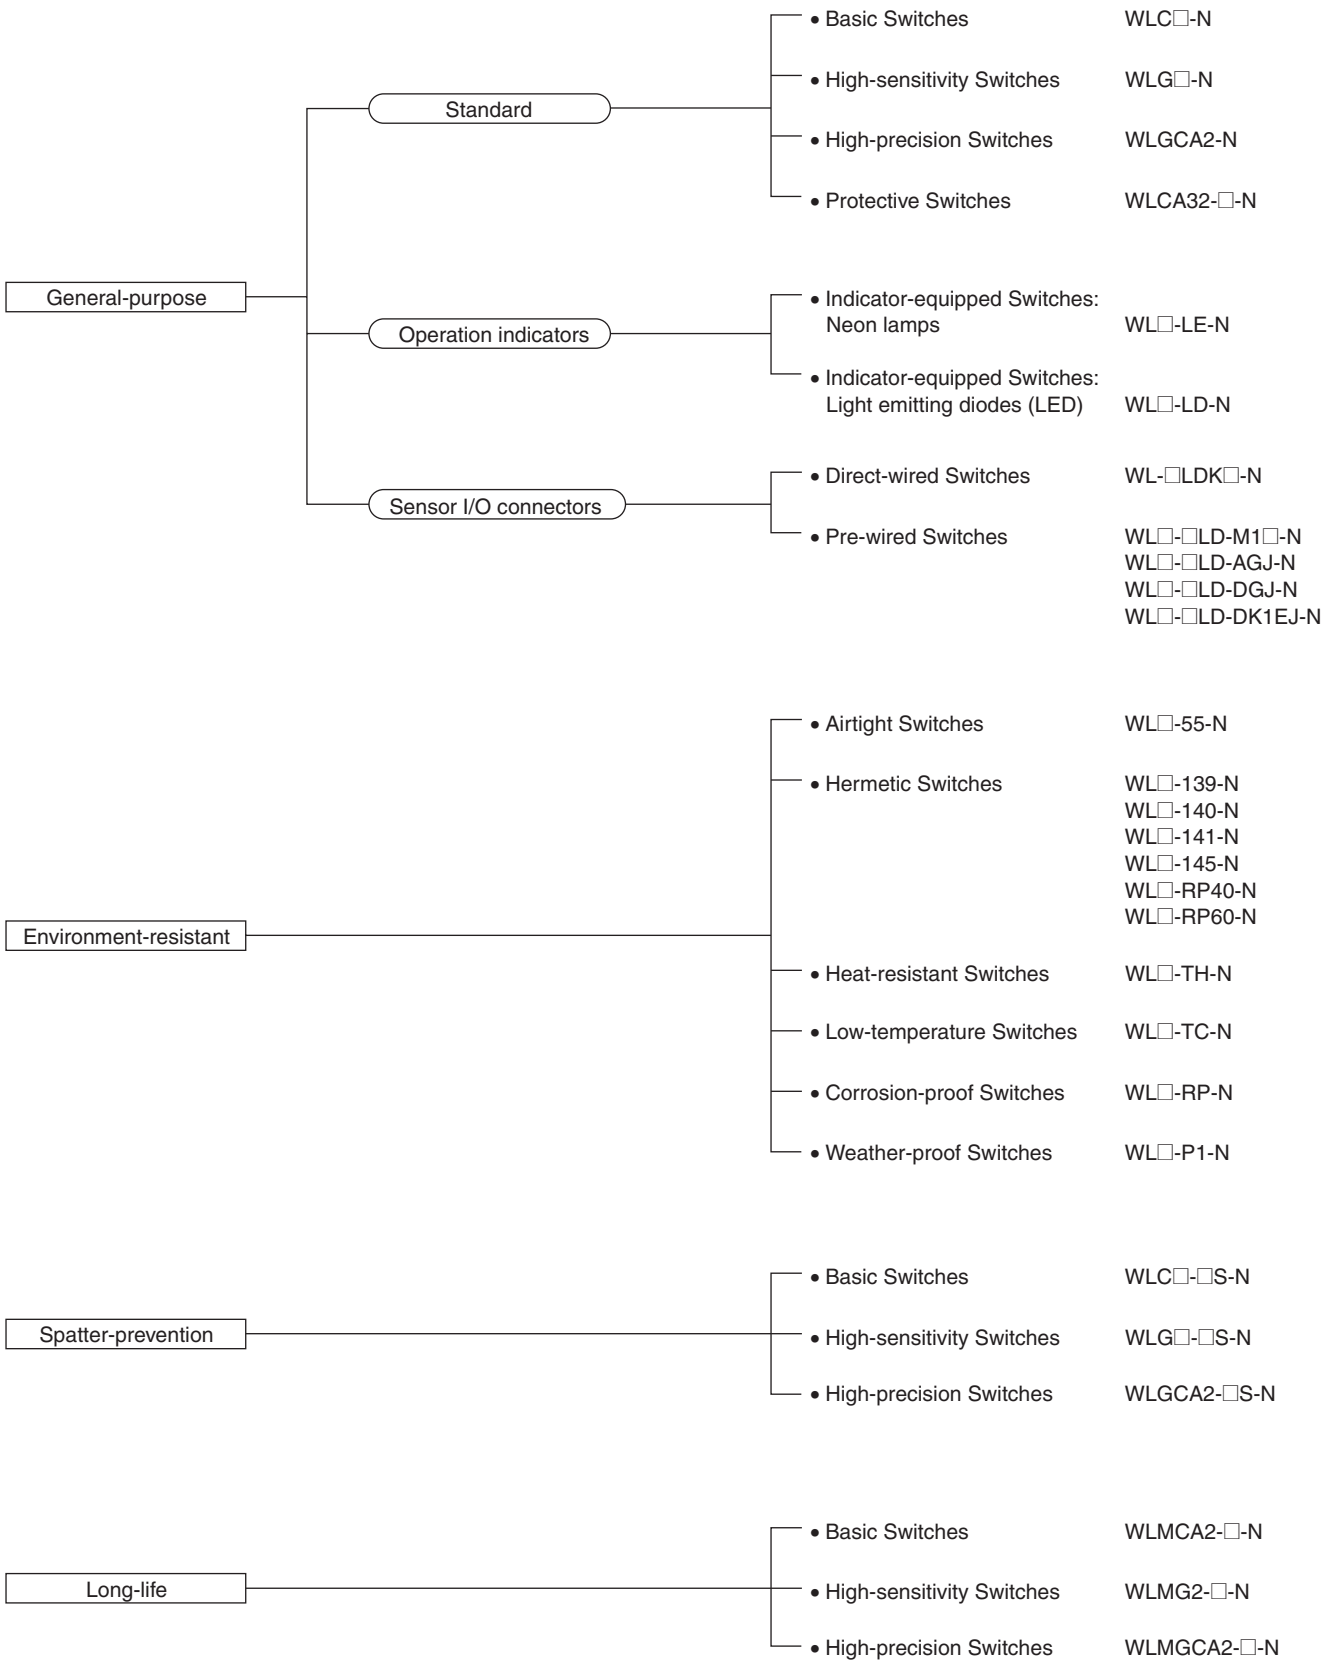 General-purpose
Standard
• Basic Switches WLC□-N
• High-sensitivity Switches WLG□-N
• High-precision Switches WLGCA2-N
• Protective Switches WLCA32-□-N
Operation indicators
• Indicator-equipped Switches:
Neon lamps WL□-LE-N
• Indicator-equipped Switches:
Light emitting diodes (LED) WL□-LD-N
Sensor I/O connectors
• Direct-wired Switches WL-□LDK□-N
• Pre-wired Switches WL□-□LD-M1□-N
WL□-□LD-AGJ-N
WL□-□LD-DGJ-N
WL□-□LD-DK1EJ-N
Environment-resistant
• Airtight Switches WL□-55-N
• Hermetic Switches WL□-139-N
WL□-140-N
WL□-141-N
WL□-145-N
WL□-RP40-N
WL□-RP60-N
• Heat-resistant Switches WL□-TH-N
• Low-temperature Switches WL□-TC-N
• Corrosion-proof Switches WL□-RP-N
• Weather-proof Switches WL□-P1-N
Spatter-prevention
• Basic Switches WLC□-□S-N
• High-sensitivity Switches WLG□-□S-N
• High-precision Switches WLGCA2-□S-N
Long-life
• Basic Switches WLMCA2-□-N
• High-sensitivity Switches WLMG2-□-N
• High-precision Switches WLMGCA2-□-N